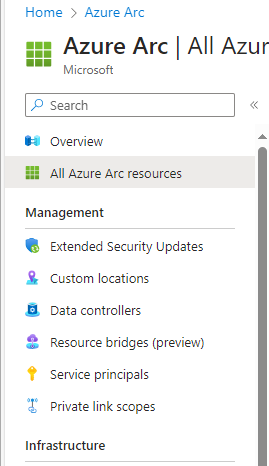 Home > Azure Arc
Azure Arc | All Azur
Microsoft
Search
Overview
All Azure Arc resources
Management
Extended Security Updates
Custom locations
Data controllers
Resource bridges (preview)
Service principals
Private link scopes
Infrastructure